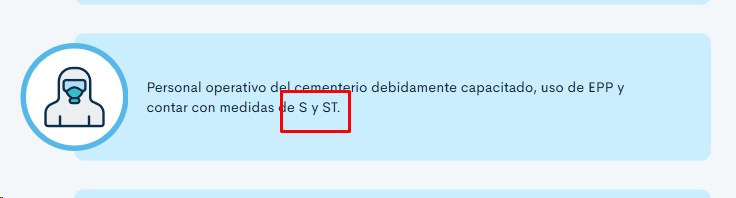 Personal operativo del cementerio debidamente capacitado, uso de EPP y
contar con medidas de S y ST.